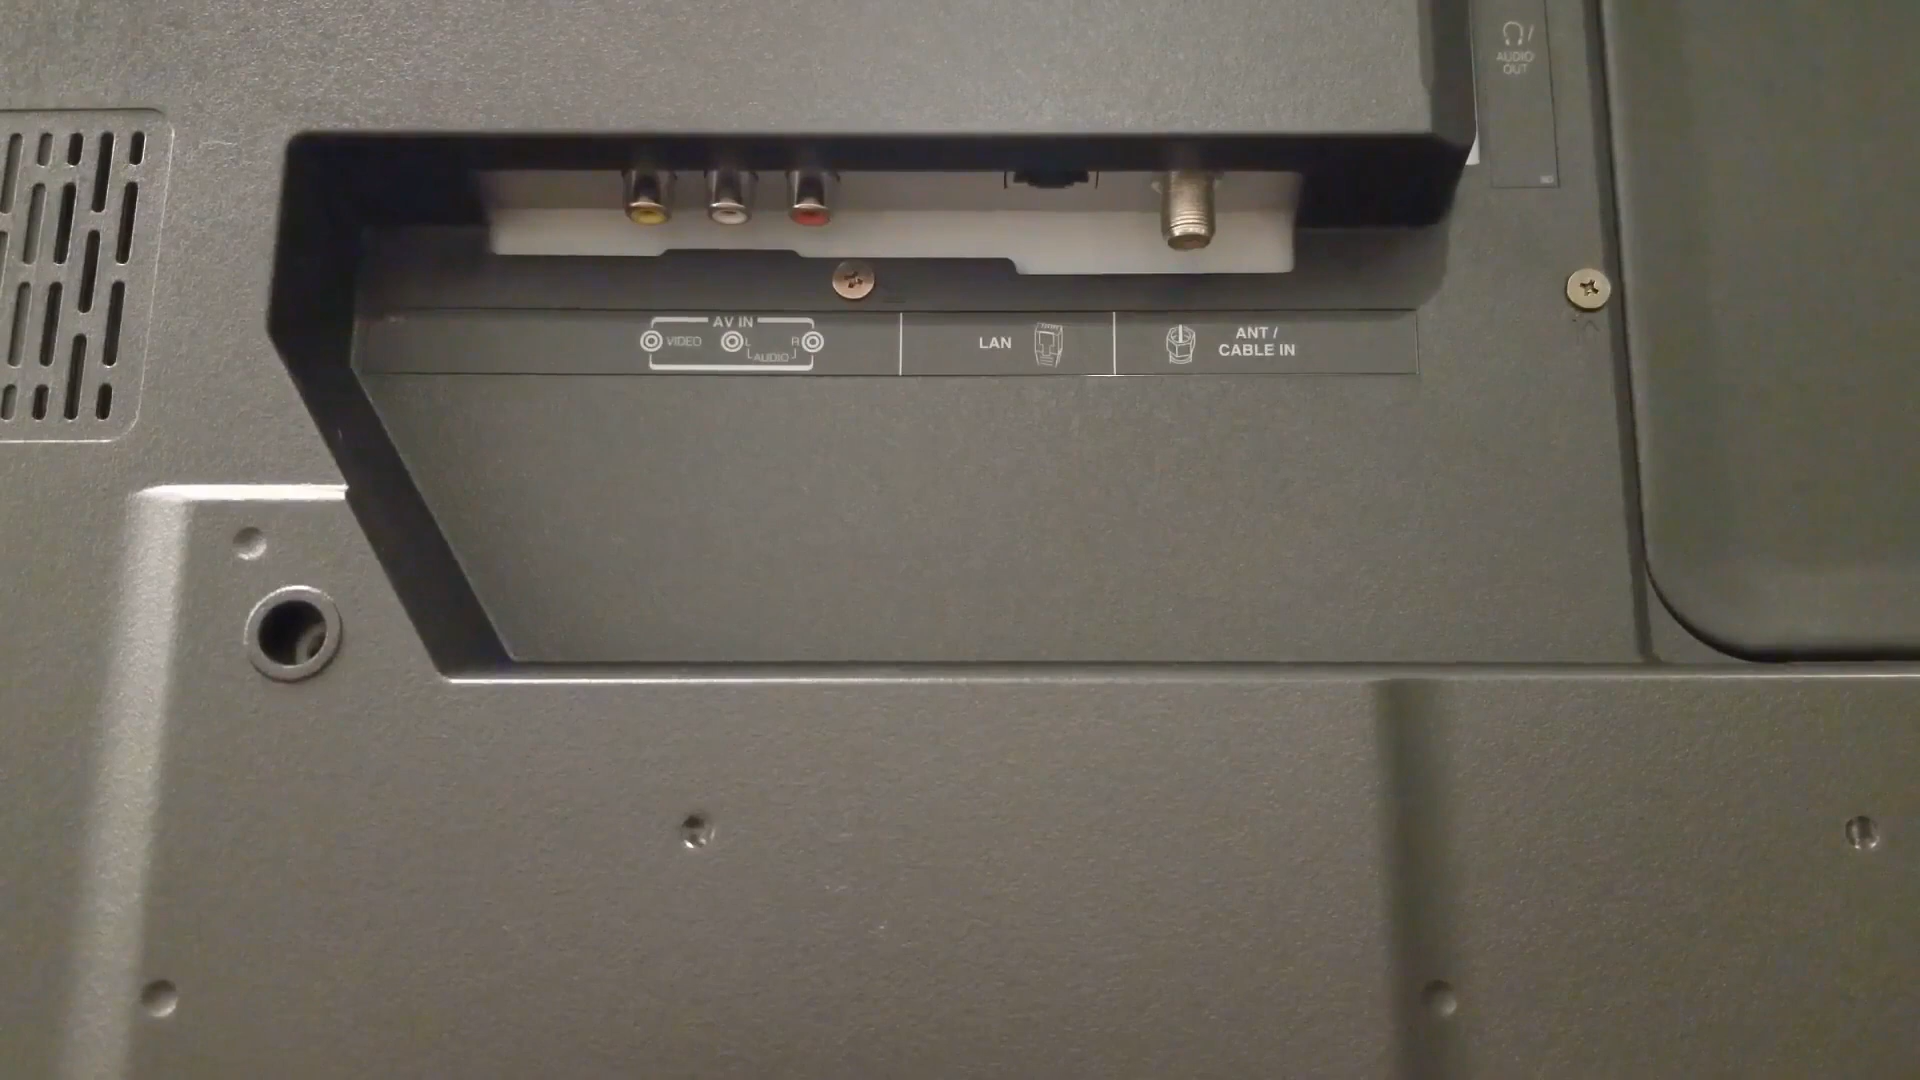 /
AUDIO
OUT
AV IN
VIDEO
L
R
AUDIO
LAN
ANT /
CABLE IN